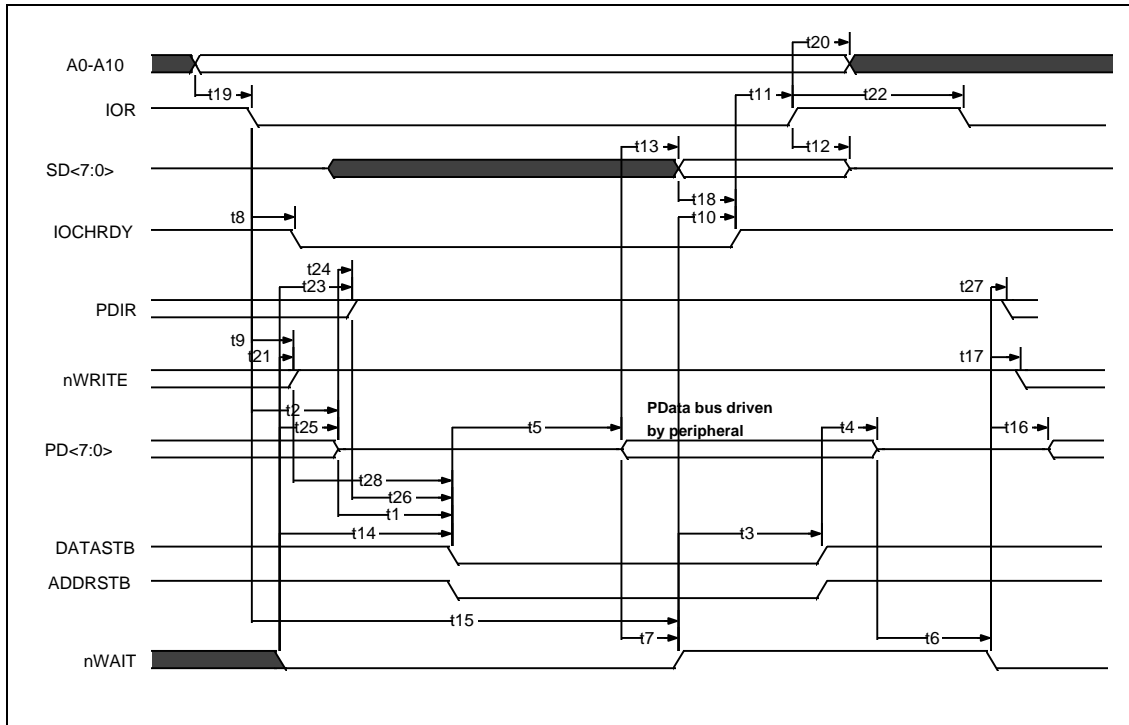 t20
A0-A10
t19
t11
t22
IOR
t13
t12
SD<7:0>
t18
t8
t10
IOCHRDY
t24
t23
t27
PDIR
t9
t21
t17
nWRITE
t2
PData bus driven
t25
t5
by peripheral
t4
t16
PD<7:0>
t28
t26
t1
t14
t3
DATASTB
ADDRSTB
t15
t7
t6
nWAIT